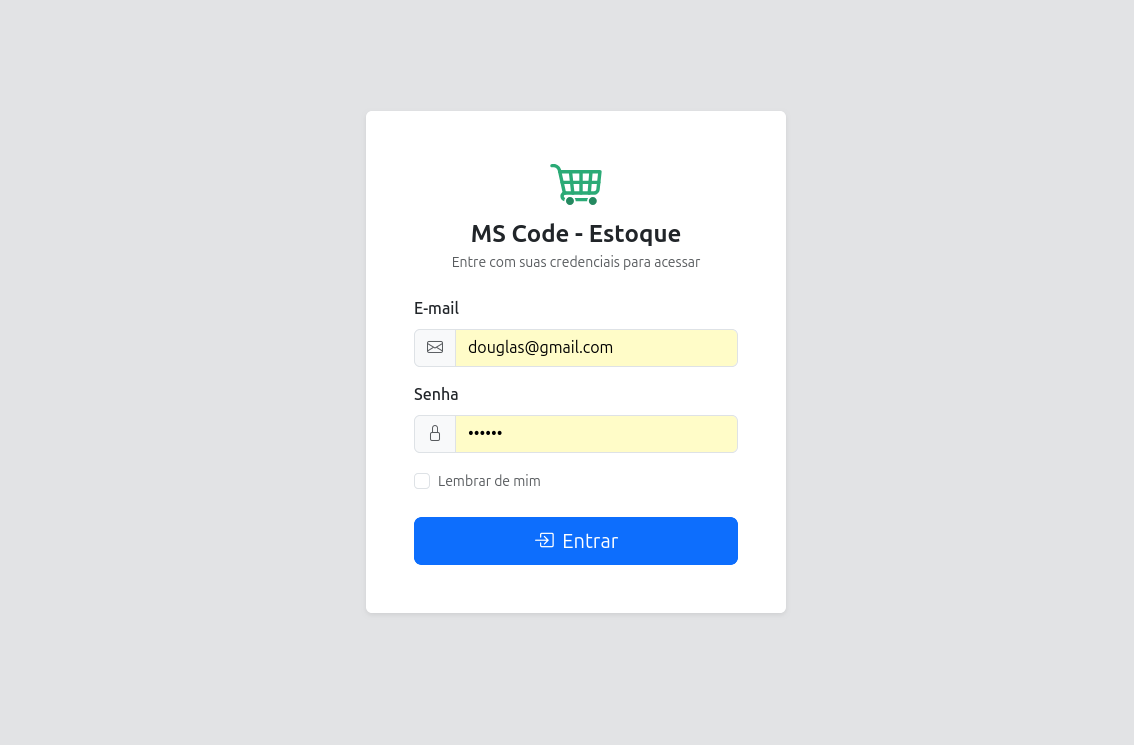 MS Code - Estoque
Entre com suas credenciais para acessar
E-mail
douglas@gmail.com
Senha
••••••
Lembrar de mim
Entrar